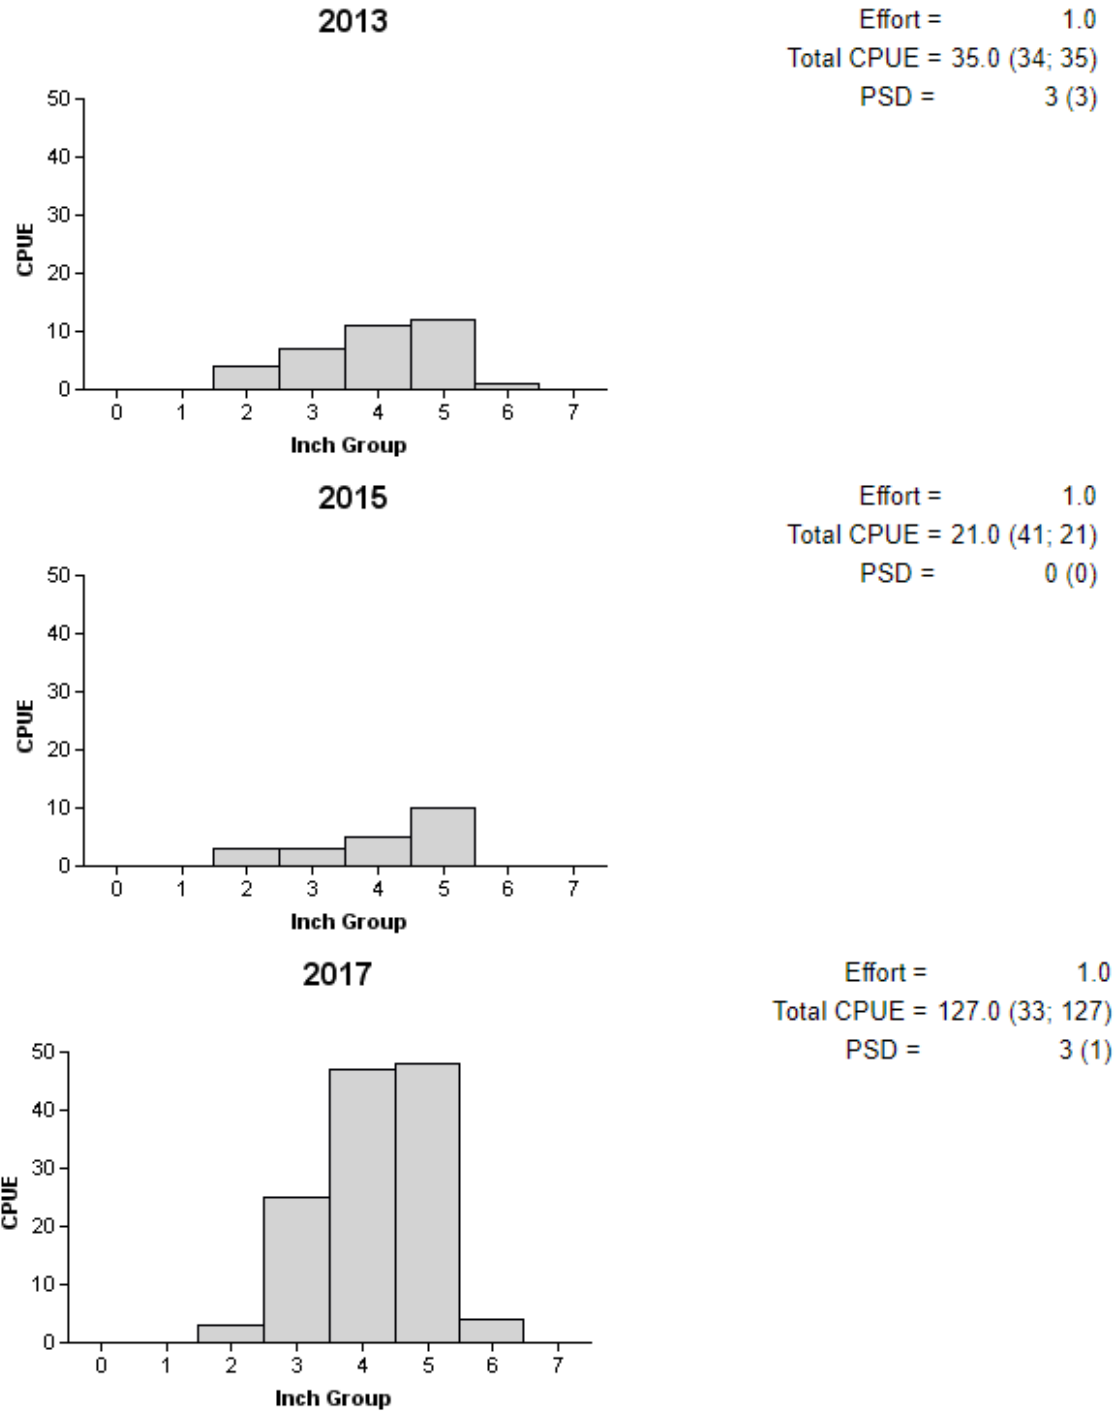 2013
Effort = 1.0
Total CPUE = 35.0 (34; 35)
PSD = 3 (3)
50
40
30
20
10
0
CPUE
0 1 2 3 4 5 6 7
Inch Group
2015
Effort = 1.0
Total CPUE = 21.0 (41; 21)
PSD = 0 (0)
50
40
30
20
10
0
CPUE
0 1 2 3 4 5 6 7
Inch Group
2017
Effort = 1.0
Total CPUE = 127.0 (33; 127)
PSD = 3 (1)
50
40
30
20
10
0
CPUE
0 1 2 3 4 5 6 7
Inch Group